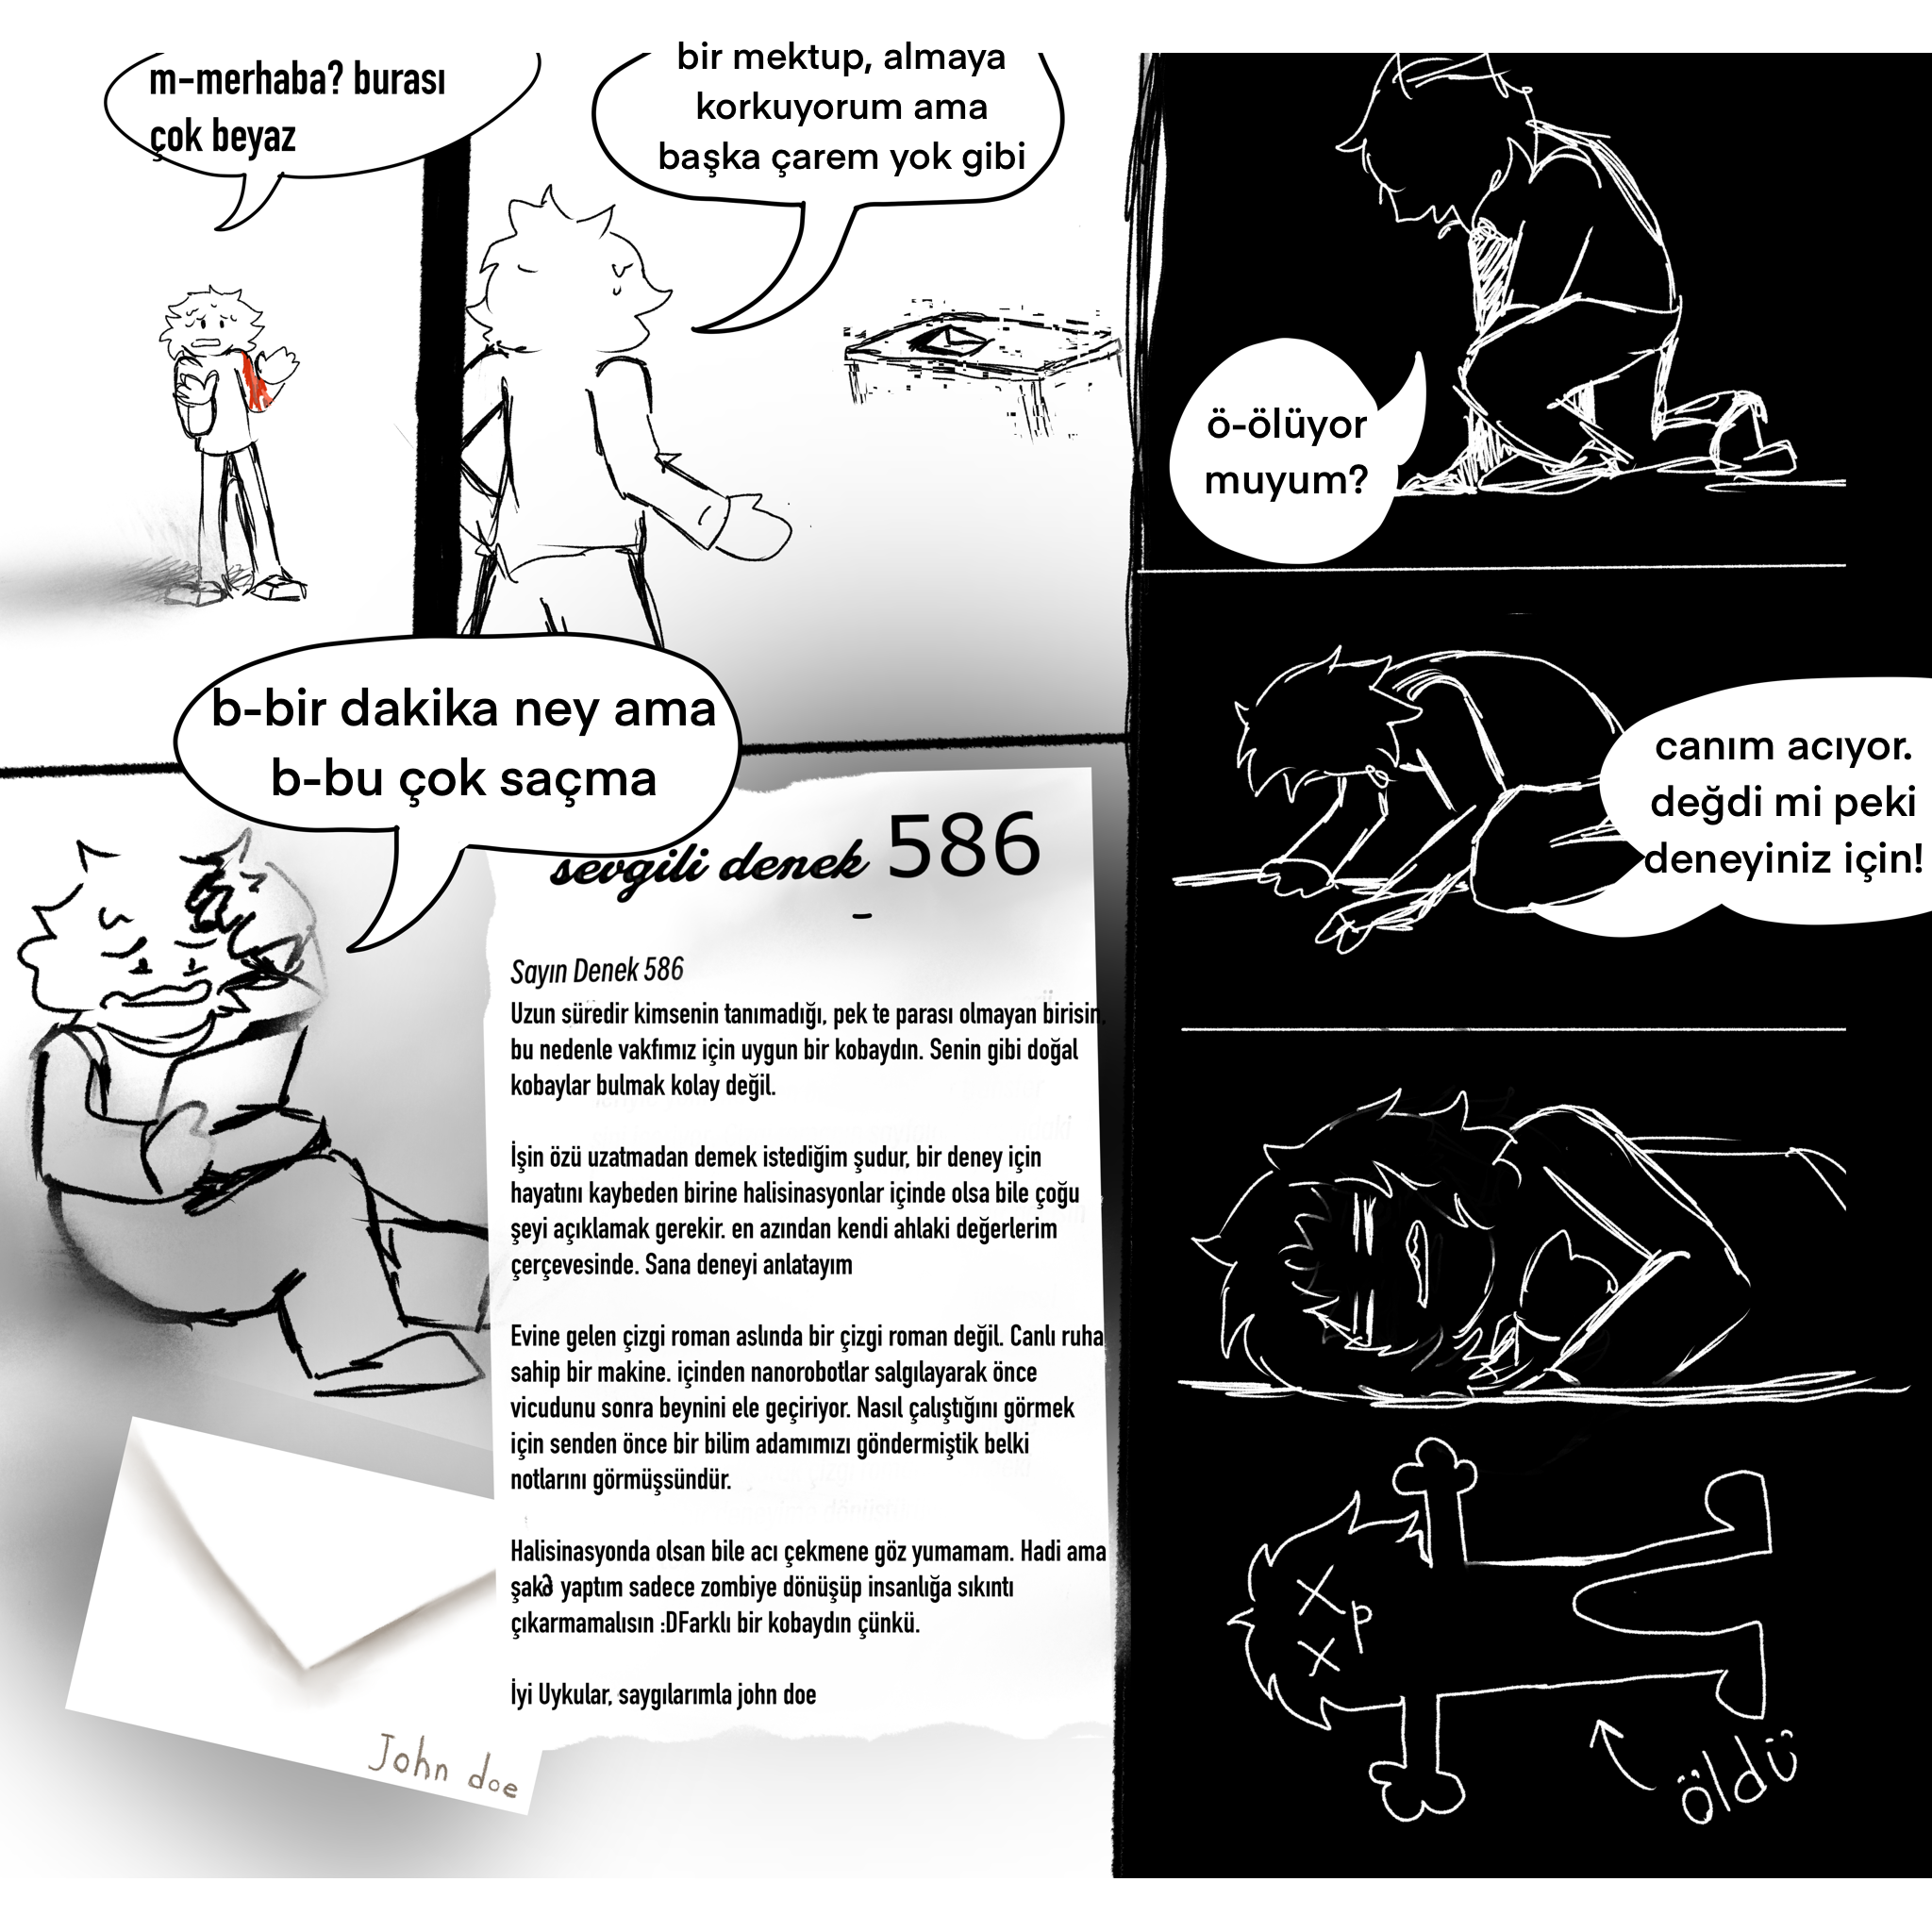 m-merhaba? burası
çok beyaz
bir mektup, almaya
korkuyorum ama
başka çarem yok gibi
b-bir dakika ney ama
b-bu çok saçma
sevgili denek 586
-
Sayın Denek 586
Uzun süredir kimsenin tanımadığı, pek te parası olmayan birisin,
bu nedenle vakfımız için uygun bir kobaydın. Senin gibi doğal
kobaylar bulmak kolay değil.
İşin özü uzatmadan demek istediğim şudur, bir deney için
hayatını kaybeden birine halisinasyonlar içinde olsa bile çoğu
şeyi açıklamak gerekir. en azından kendi ahlaki değerlerim
çerçevesinde. Sana deneyi anlatayım
Evine gelen çizgi roman aslında bir çizgi roman değil. Canlı ruha
sahip bir makine. içinden nanorobotlar salgılayarak önce
vicudunu sonra beynini ele geçiriyor. Nasıl çalıştığını görmek
için senden önce bir bilim adamımızı göndermiştik belki
notlarını görmüşsündür.
Halisinasyonda olsan bile acı çekmene göz yumamam. Hadi ama
şaka yaptım sadece zombiye dönüşüp insanlığa sıkıntı
çıkarmamalısın :DFarklı bir kobaydın çünkü.
İyi Uykular, saygılarımla john doe
John doe
ö-ölüyor
muyum?
canım acıyor.
değdi mi peki
deneyiniz için!
öldü